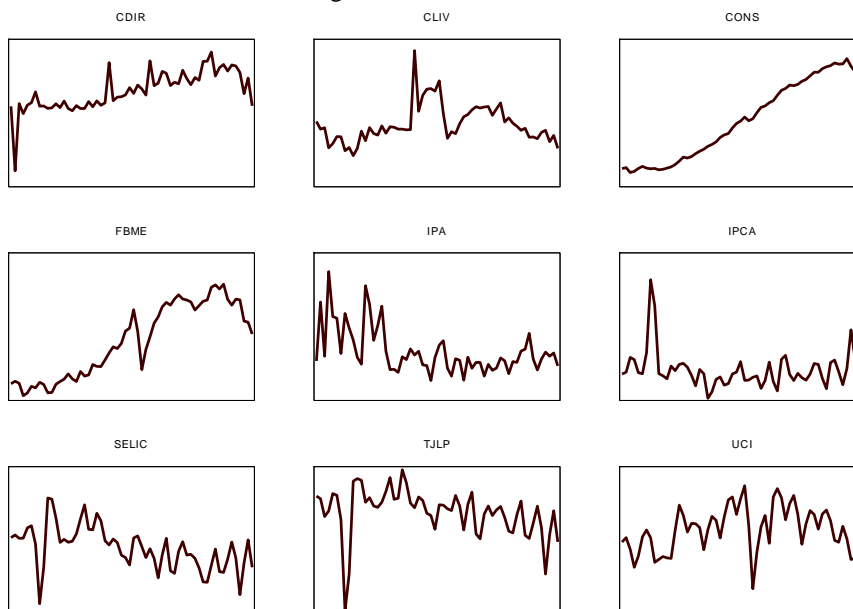 CDIR
CLIV
CONS
FBME
IPA
IPCA
SELIC
TJLP
UCI